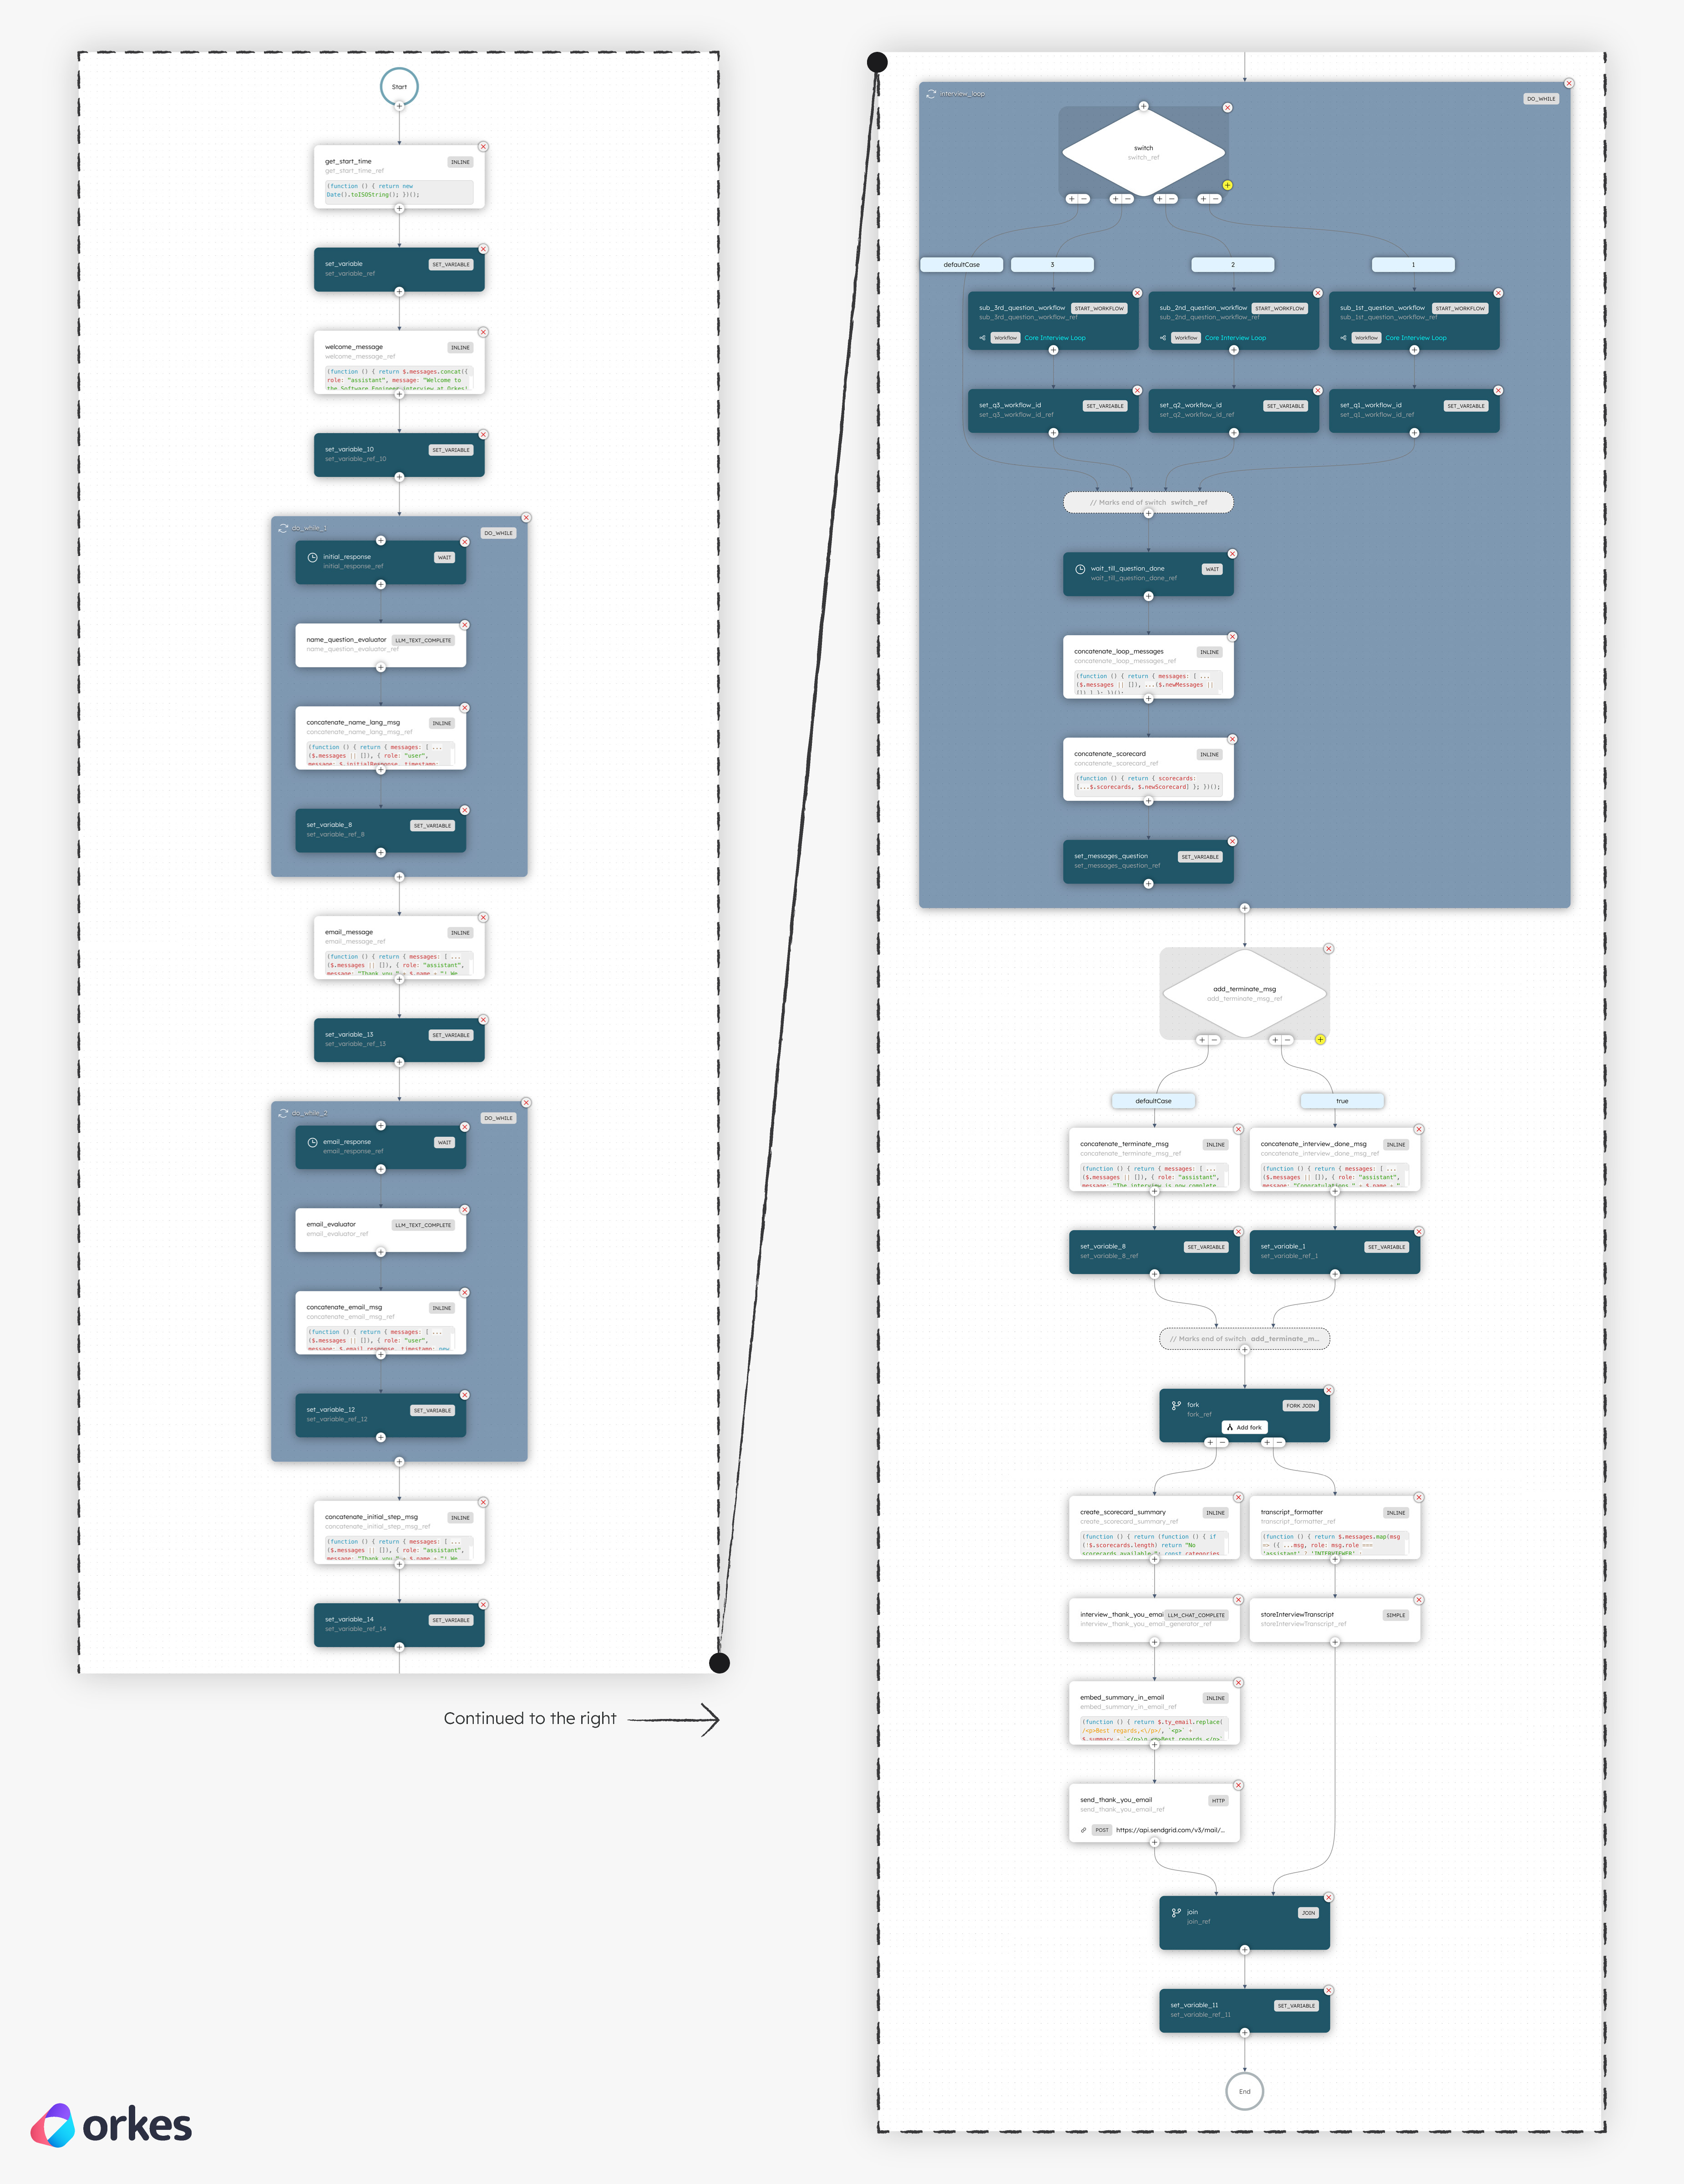 Start
get_start_time INLINE
get_start_time_ref
(function () { return new
Date().toISOString(); })();
set_variable SET_VARIABLE
set_variable_ref
welcome_message INLINE
welcome_message_ref
(function () { return $.messages.concat({
role: "assistant", message: "Welcome to
the Software Engineer interview at Orkes!
set_variable_10 SET_VARIABLE
set_variable_ref_10
do_while_1 DO_WHILE
initial_response WAIT
initial_response_ref
name_question_evaluator LLM_TEXT_COMPLETE
name_question_evaluator_ref
concatenate_name_lang_msg INLINE
concatenate_name_lang_msg_ref
(function () { return { messages: [ ...
($.messages || []), { role: "user",
message: $.initialResponse, timestamp:
set_variable_8 SET_VARIABLE
set_variable_ref_8
email_message INLINE
email_message_ref
(function () { return { messages: [ ...
($.messages || []), { role: "assistant",
message: "Thank you " + $.name + "! We
set_variable_13 SET_VARIABLE
set_variable_ref_13
do_while_2 DO_WHILE
email_response WAIT
email_response_ref
email_evaluator LLM_TEXT_COMPLETE
email_evaluator_ref
concatenate_email_msg INLINE
concatenate_email_msg_ref
(function () { return { messages: [ ...
($.messages || []), { role: "user",
message: $.email_response, timestamp: new
set_variable_12 SET_VARIABLE
set_variable_ref_12
concatenate_initial_step_msg INLINE
concatenate_initial_step_msg_ref
(function () { return { messages: [ ...
($.messages || []), { role: "assistant",
message: "Thank you " + $.name + "! We
set_variable_14 SET_VARIABLE
set_variable_ref_14
Continued to the right
interview_loop DO_WHILE
switch
switch_ref
defaultCase 3 2 1
sub_3rd_question_workflow START_WORKFLOW sub_2nd_question_workflow START_WORKFLOW sub_1st_question_workflow START_WORKFLOW
sub_3rd_question_workflow_ref sub_2nd_question_workflow_ref sub_1st_question_workflow_ref
Workflow Core Interview Loop Workflow Core Interview Loop Workflow Core Interview Loop
set_q3_workflow_id SET_VARIABLE set_q2_workflow_id SET_VARIABLE set_q1_workflow_id SET_VARIABLE
set_q3_workflow_id_ref set_q2_workflow_id_ref set_q1_workflow_id_ref
// Marks end of switch switch_ref
wait_till_question_done WAIT
wait_till_question_done_ref
concatenate_loop_messages INLINE
concatenate_loop_messages_ref
(function () { return { messages: [ ...
($.messages || []), ...($.newMessages ||
[]) ] }; })();
concatenate_scorecard INLINE
concatenate_scorecard_ref
(function () { return { scorecards:
[...$.scorecards, $.newScorecard] }; })();
set_messages_question SET_VARIABLE
set_messages_question_ref
add_terminate_msg
add_terminate_msg_ref
defaultCase true
concatenate_terminate_msg INLINE concatenate_interview_done_msg INLINE
concatenate_terminate_msg_ref concatenate_interview_done_msg_ref
(function () { return { messages: [ ... (function () { return { messages: [ ...
($.messages || []), { role: "assistant", ($.messages || []), { role: "assistant",
message: "The interview is now complete message: "Congratulations " + $.name + "
set_variable_8 SET_VARIABLE set_variable_1 SET_VARIABLE
set_variable_8_ref set_variable_ref_1
// Marks end of switch add_terminate_m...
fork FORK JOIN
fork_ref
Add fork
create_scorecard_summary INLINE transcript_formatter INLINE
create_scorecard_summary_ref transcript_formatter_ref
(function () { return (function () { if (function () { return $.messages.map(msg
(!$.scorecards.length) return "No => ({ ...msg, role: msg.role ===
scorecards available."; const categories 'assistant' ? 'INTERVIEWER' :
interview_thank_you_emai LLM_CHAT_COMPLETE storeInterviewTranscript SIMPLE
interview_thank_you_email_generator_ref storeInterviewTranscript_ref
embed_summary_in_email INLINE
embed_summary_in_email_ref
(function () { return $.ty_email.replace(
/<p>Best regards,<\/p>/, `<p>` +
$.summary + `</p>\n <p>Best regards,</p>`
send_thank_you_email HTTP
send_thank_you_email_ref
POST https://api.sendgrid.com/v3/mail/...
join JOIN
join_ref
set_variable_11 SET_VARIABLE
set_variable_ref_11
End
orkes